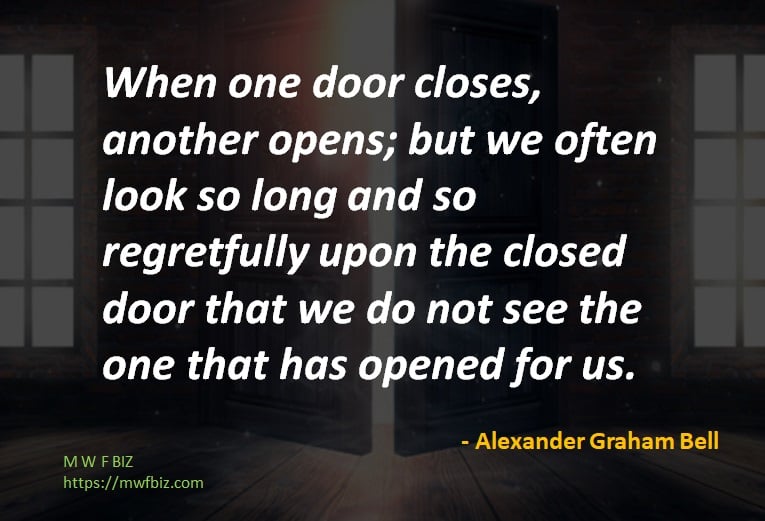 When one door closes,
another opens; but we often
look so long and so
regretfully upon the closed
door that we do not see the
one that has opened for us.
- Alexander Graham Bell
M W F BIZ
https://mwfbiz.com